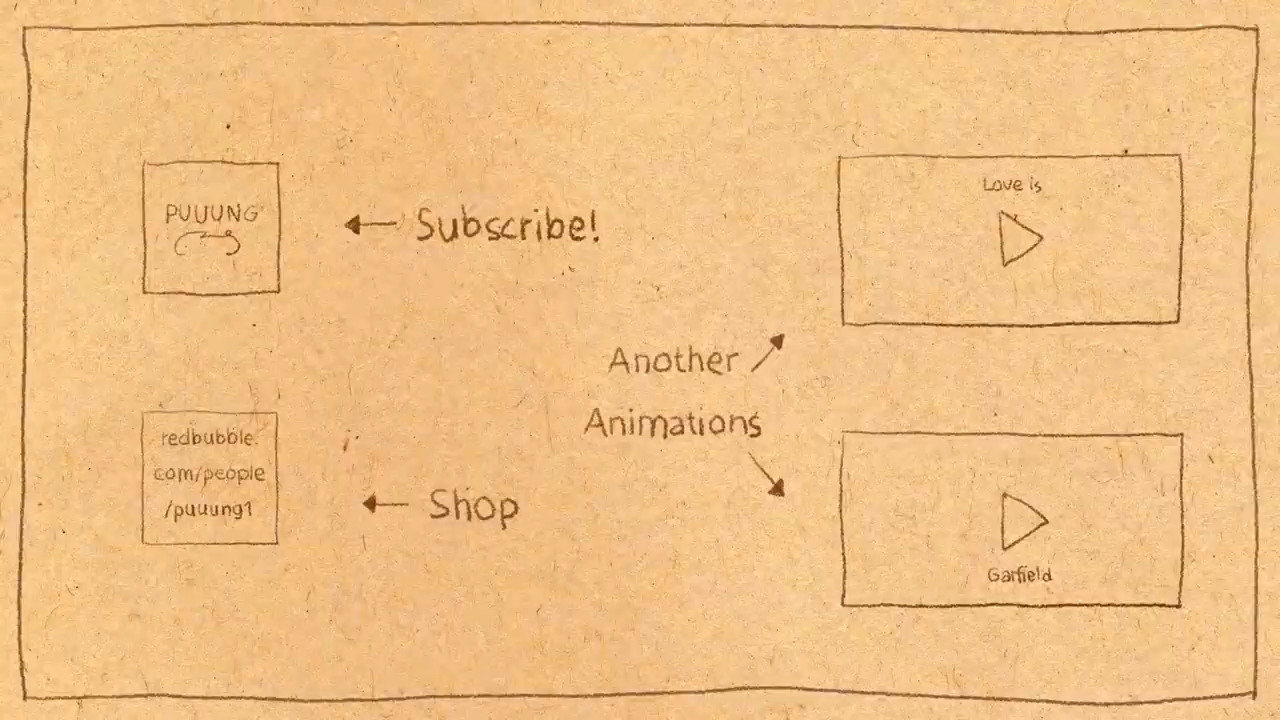 PUUUNG
Subscribe!
redbubble.
com/people
/puuung1
Shop
Another
Animations
Love is
Garfield